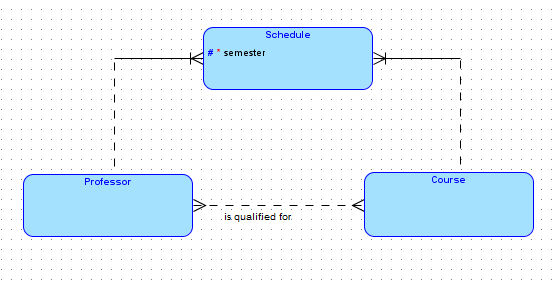 Schedule
# * semester
Professor
Course
is qualified for